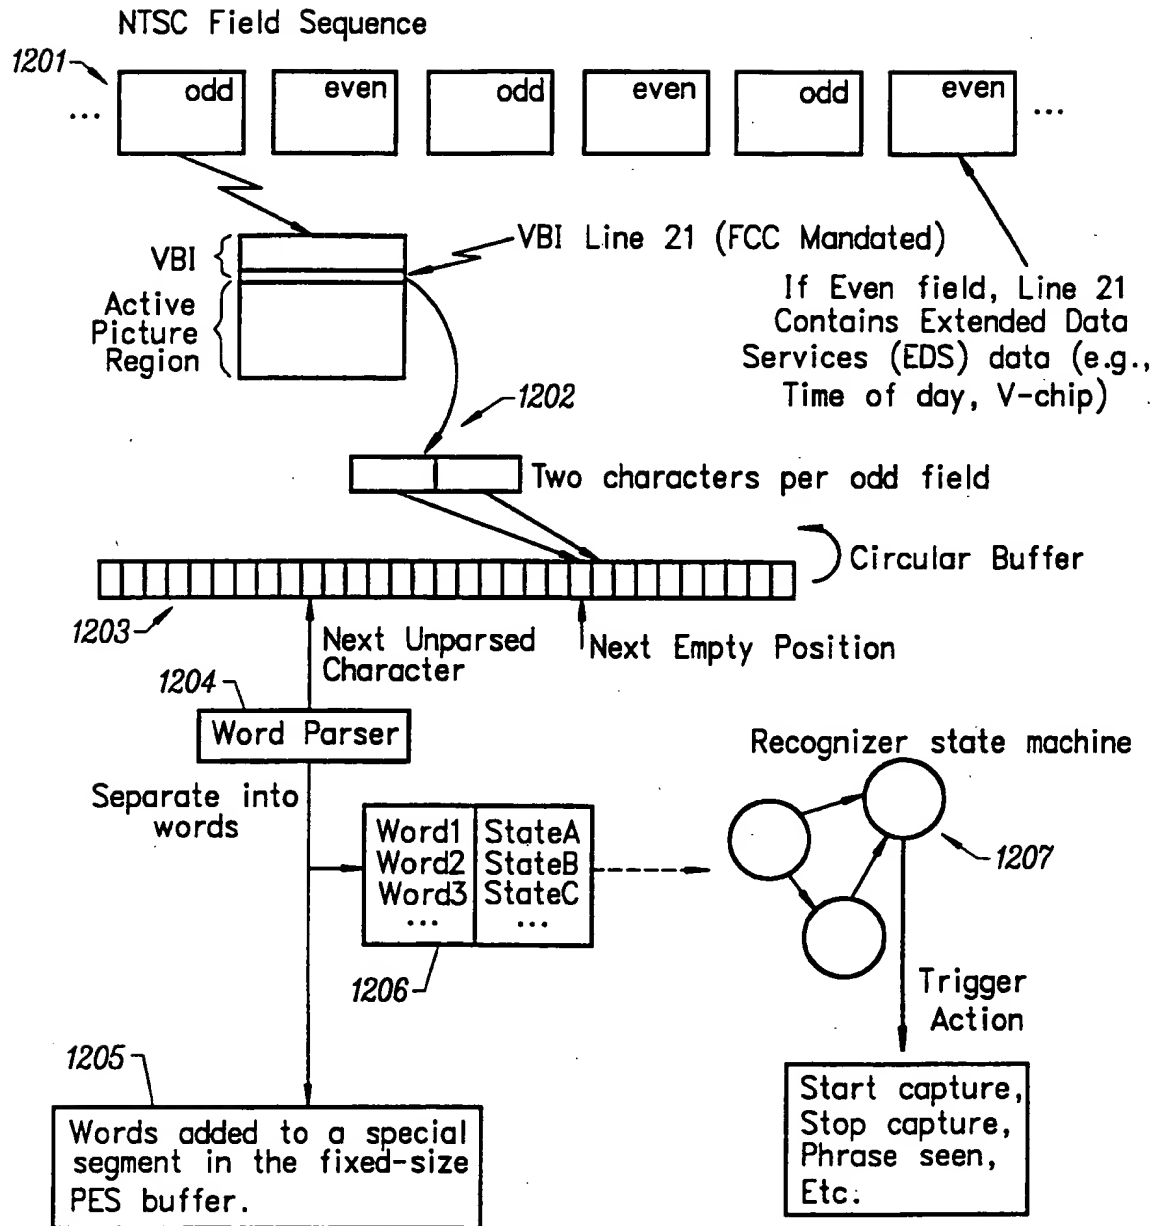 NTSC Field Sequence
1201
odd
even
odd
even
odd
even
...
...
VBI
VBI Line 21 (FCC Mandated)
Active
Picture
Region
If Even field, Line 21
Contains Extended Data
Services (EDS) data (e.g.,
Time of day, V-chip)
1202
Two characters per odd field
Circular Buffer
1203
Next Unparsed
Character
Next Empty Position
1204
Word Parser
Separate into
words
Word1
StateA
Word2
StateB
Word3
StateC
...
...
1206
Recognizer state machine
1207
Trigger
Action
1205
Words added to a special
segment in the fixed-size
PES buffer.
Start capture,
Stop capture,
Phrase seen,
Etc.